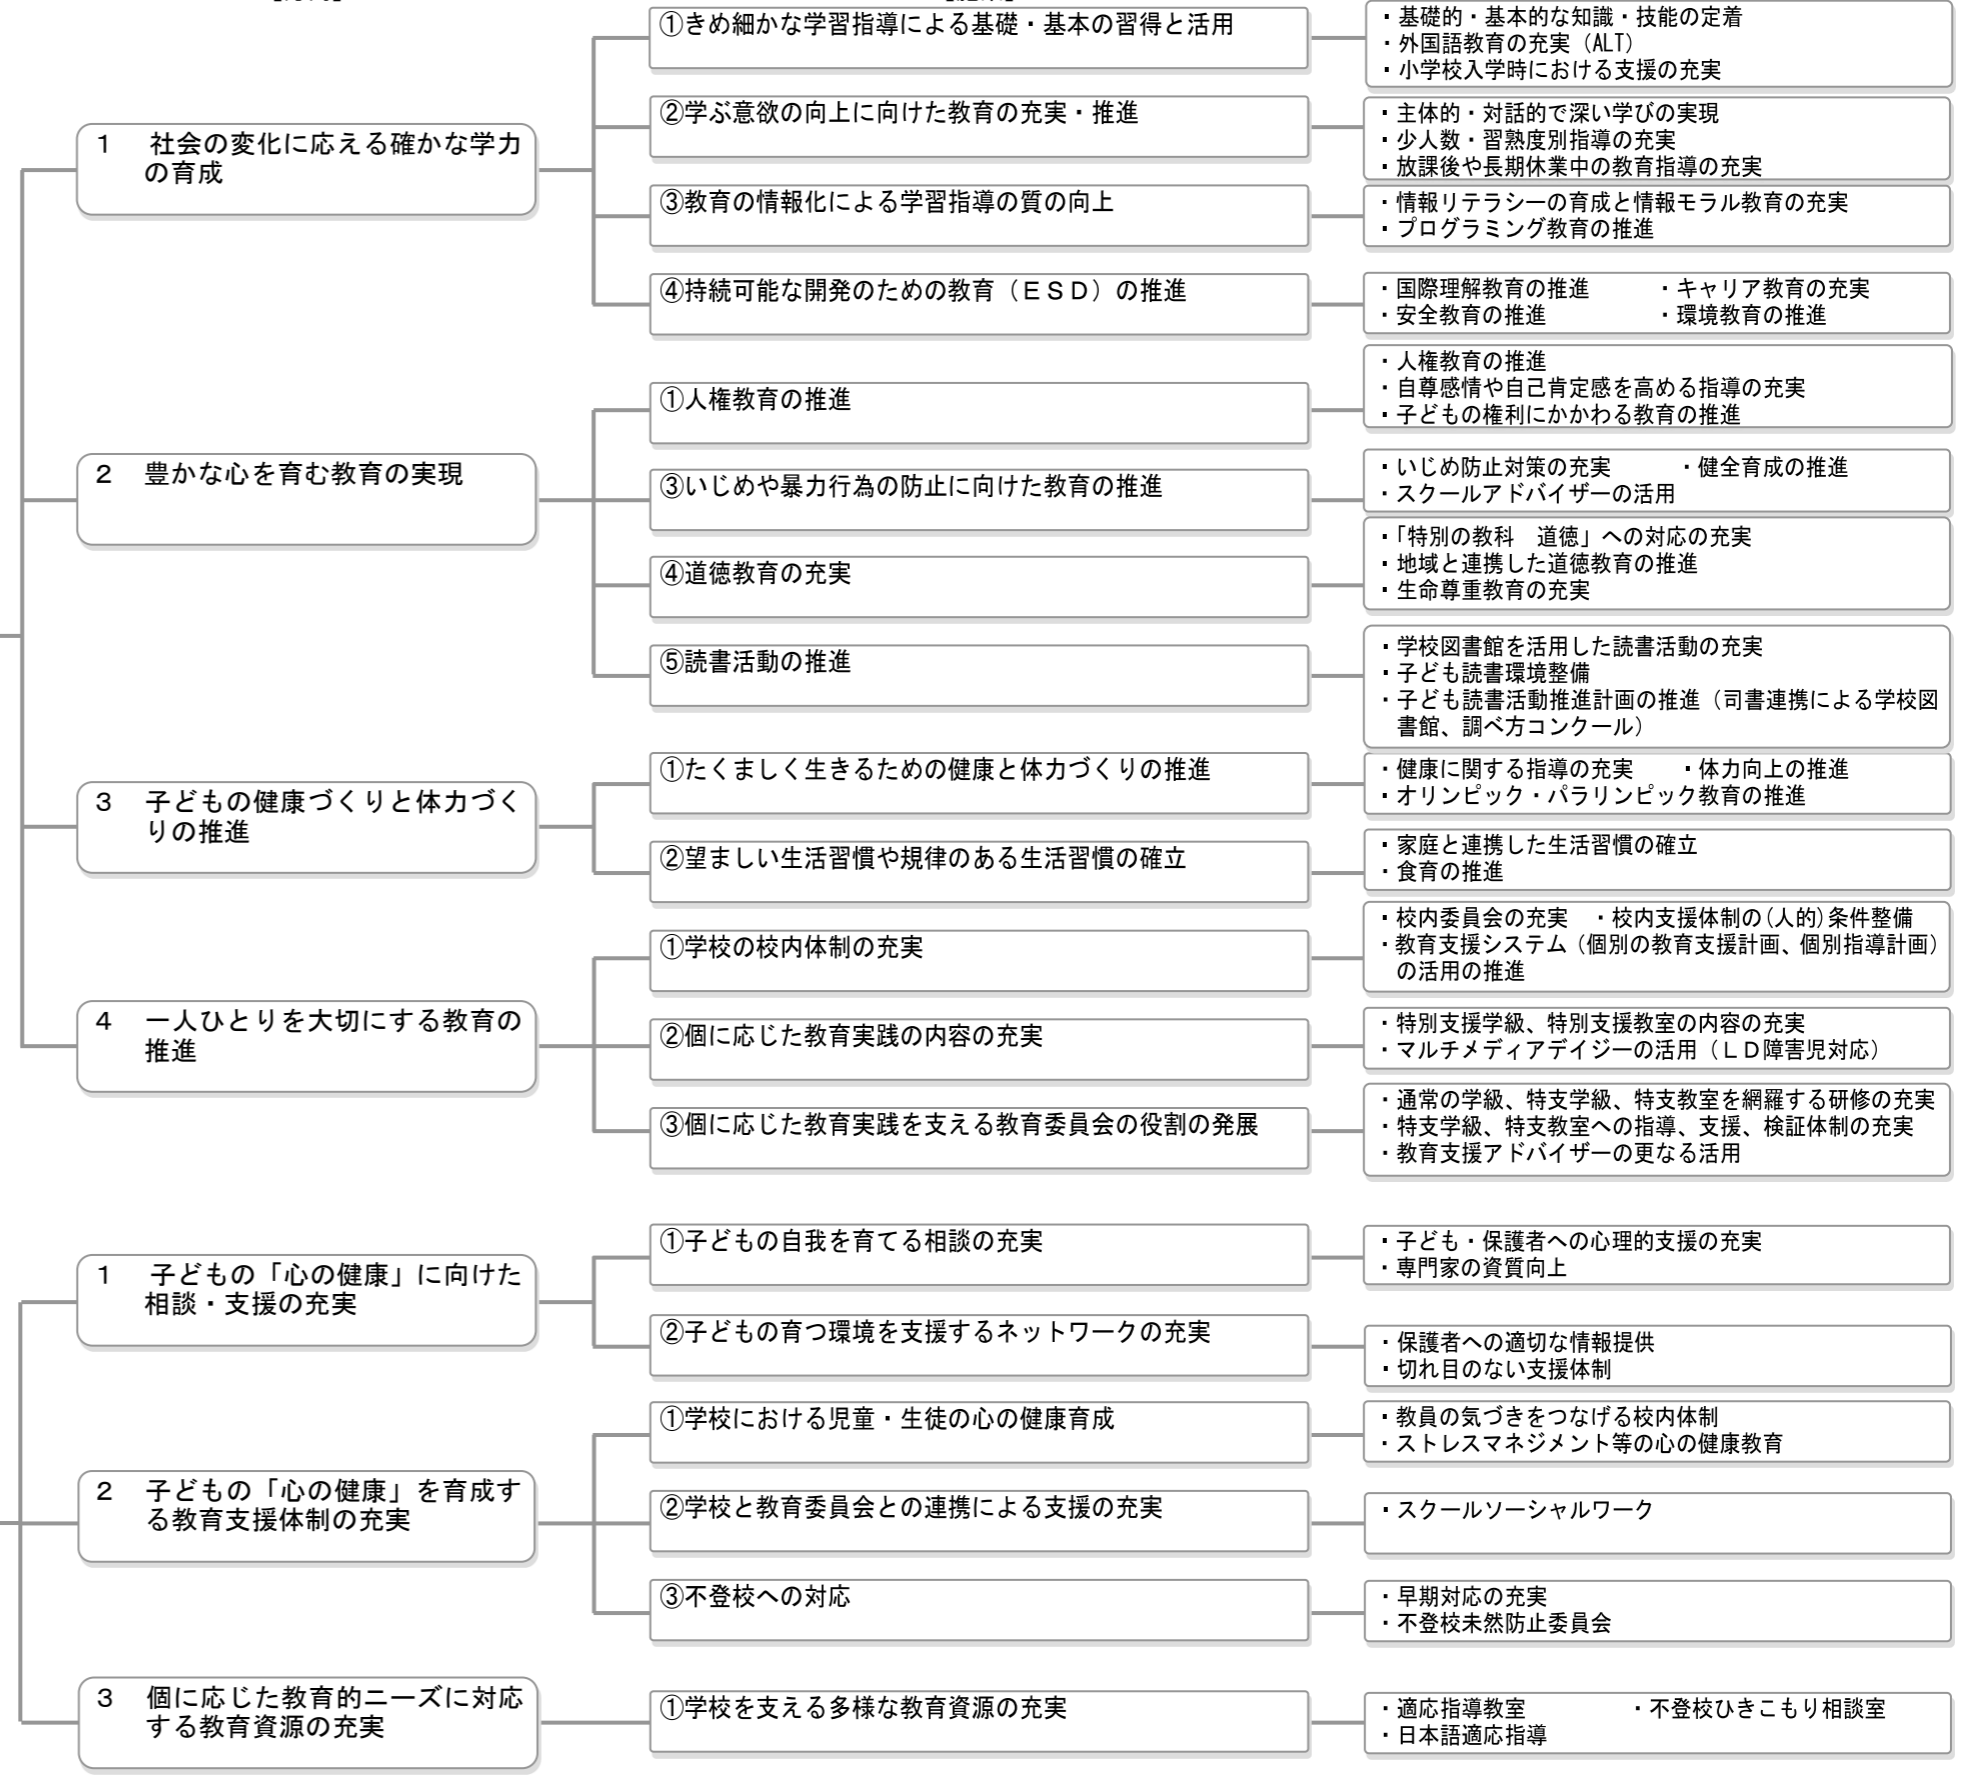 ①きめ細かな学習指導による基礎・基本の習得と活用
・基礎的・基本的な知識・技能の定着
・外国語教育の充実（ALT）
・小学校入学時における支援の充実
1　社会の変化に応える確かな学力
の育成
②学ぶ意欲の向上に向けた教育の充実・推進
・主体的・対話的で深い学びの実現
・少人数・習熟度別指導の充実
・放課後や長期休業中の教育指導の充実
③教育の情報化による学習指導の質の向上
・情報リテラシーの育成と情報モラル教育の充実
・プログラミング教育の推進
④持続可能な開発のための教育（ＥＳＤ）の推進
・国際理解教育の推進　・キャリア教育の充実
・安全教育の推進　・環境教育の推進
2　豊かな心を育む教育の実現
①人権教育の推進
・人権教育の推進
・自尊感情や自己肯定感を高める指導の充実
・子どもの権利にかかわる教育の推進
③いじめや暴力行為の防止に向けた教育の推進
・いじめ防止対策の充実　・健全育成の推進
・スクールアドバイザーの活用
④道徳教育の充実
・「特別の教科　道徳」への対応の充実
・地域と連携した道徳教育の推進
・生命尊重教育の充実
⑤読書活動の推進
・学校図書館を活用した読書活動の充実
・子ども読書環境整備
・子ども読書活動推進計画の推進（司書連携による学校図
書館、調べ方コンクール）
3　子どもの健康づくりと体力づく
りの推進
①たくましく生きるための健康と体力づくりの推進
・健康に関する指導の充実　・体力向上の推進
・オリンピック・パラリンピック教育の推進
②望ましい生活習慣や規律のある生活習慣の確立
・家庭と連携した生活習慣の確立
・食育の推進
4　一人ひとりを大切にする教育の
推進
①学校の校内体制の充実
・校内委員会の充実　・校内支援体制の(人的)条件整備
・教育支援システム（個別の教育支援計画、個別指導計画）
の活用の推進
②個に応じた教育実践の内容の充実
・特別支援学級、特別支援教室の内容の充実
・マルチメディアデイジーの活用（ＬＤ障害児対応）
③個に応じた教育実践を支える教育委員会の役割の発展
・通常の学級、特支学級、特支教室を網羅する研修の充実
・特支学級、特支教室への指導、支援、検証体制の充実
・教育支援アドバイザーの更なる活用
1　子どもの「心の健康」に向けた
相談・支援の充実
①子どもの自我を育てる相談の充実
・子ども・保護者への心理的支援の充実
・専門家の資質向上
②子どもの育つ環境を支援するネットワークの充実
・保護者への適切な情報提供
・切れ目のない支援体制
2　子どもの「心の健康」を育成す
る教育支援体制の充実
①学校における児童・生徒の心の健康育成
・教員の気づきをつなげる校内体制
・ストレスマネジメント等の心の健康教育
②学校と教育委員会との連携による支援の充実
・スクールソーシャルワーク
③不登校への対応
・早期対応の充実
・不登校未然防止委員会
3　個に応じた教育的ニーズに対応
する教育資源の充実
①学校を支える多様な教育資源の充実
・適応指導教室　・不登校ひきこもり相談室
・日本語適応指導